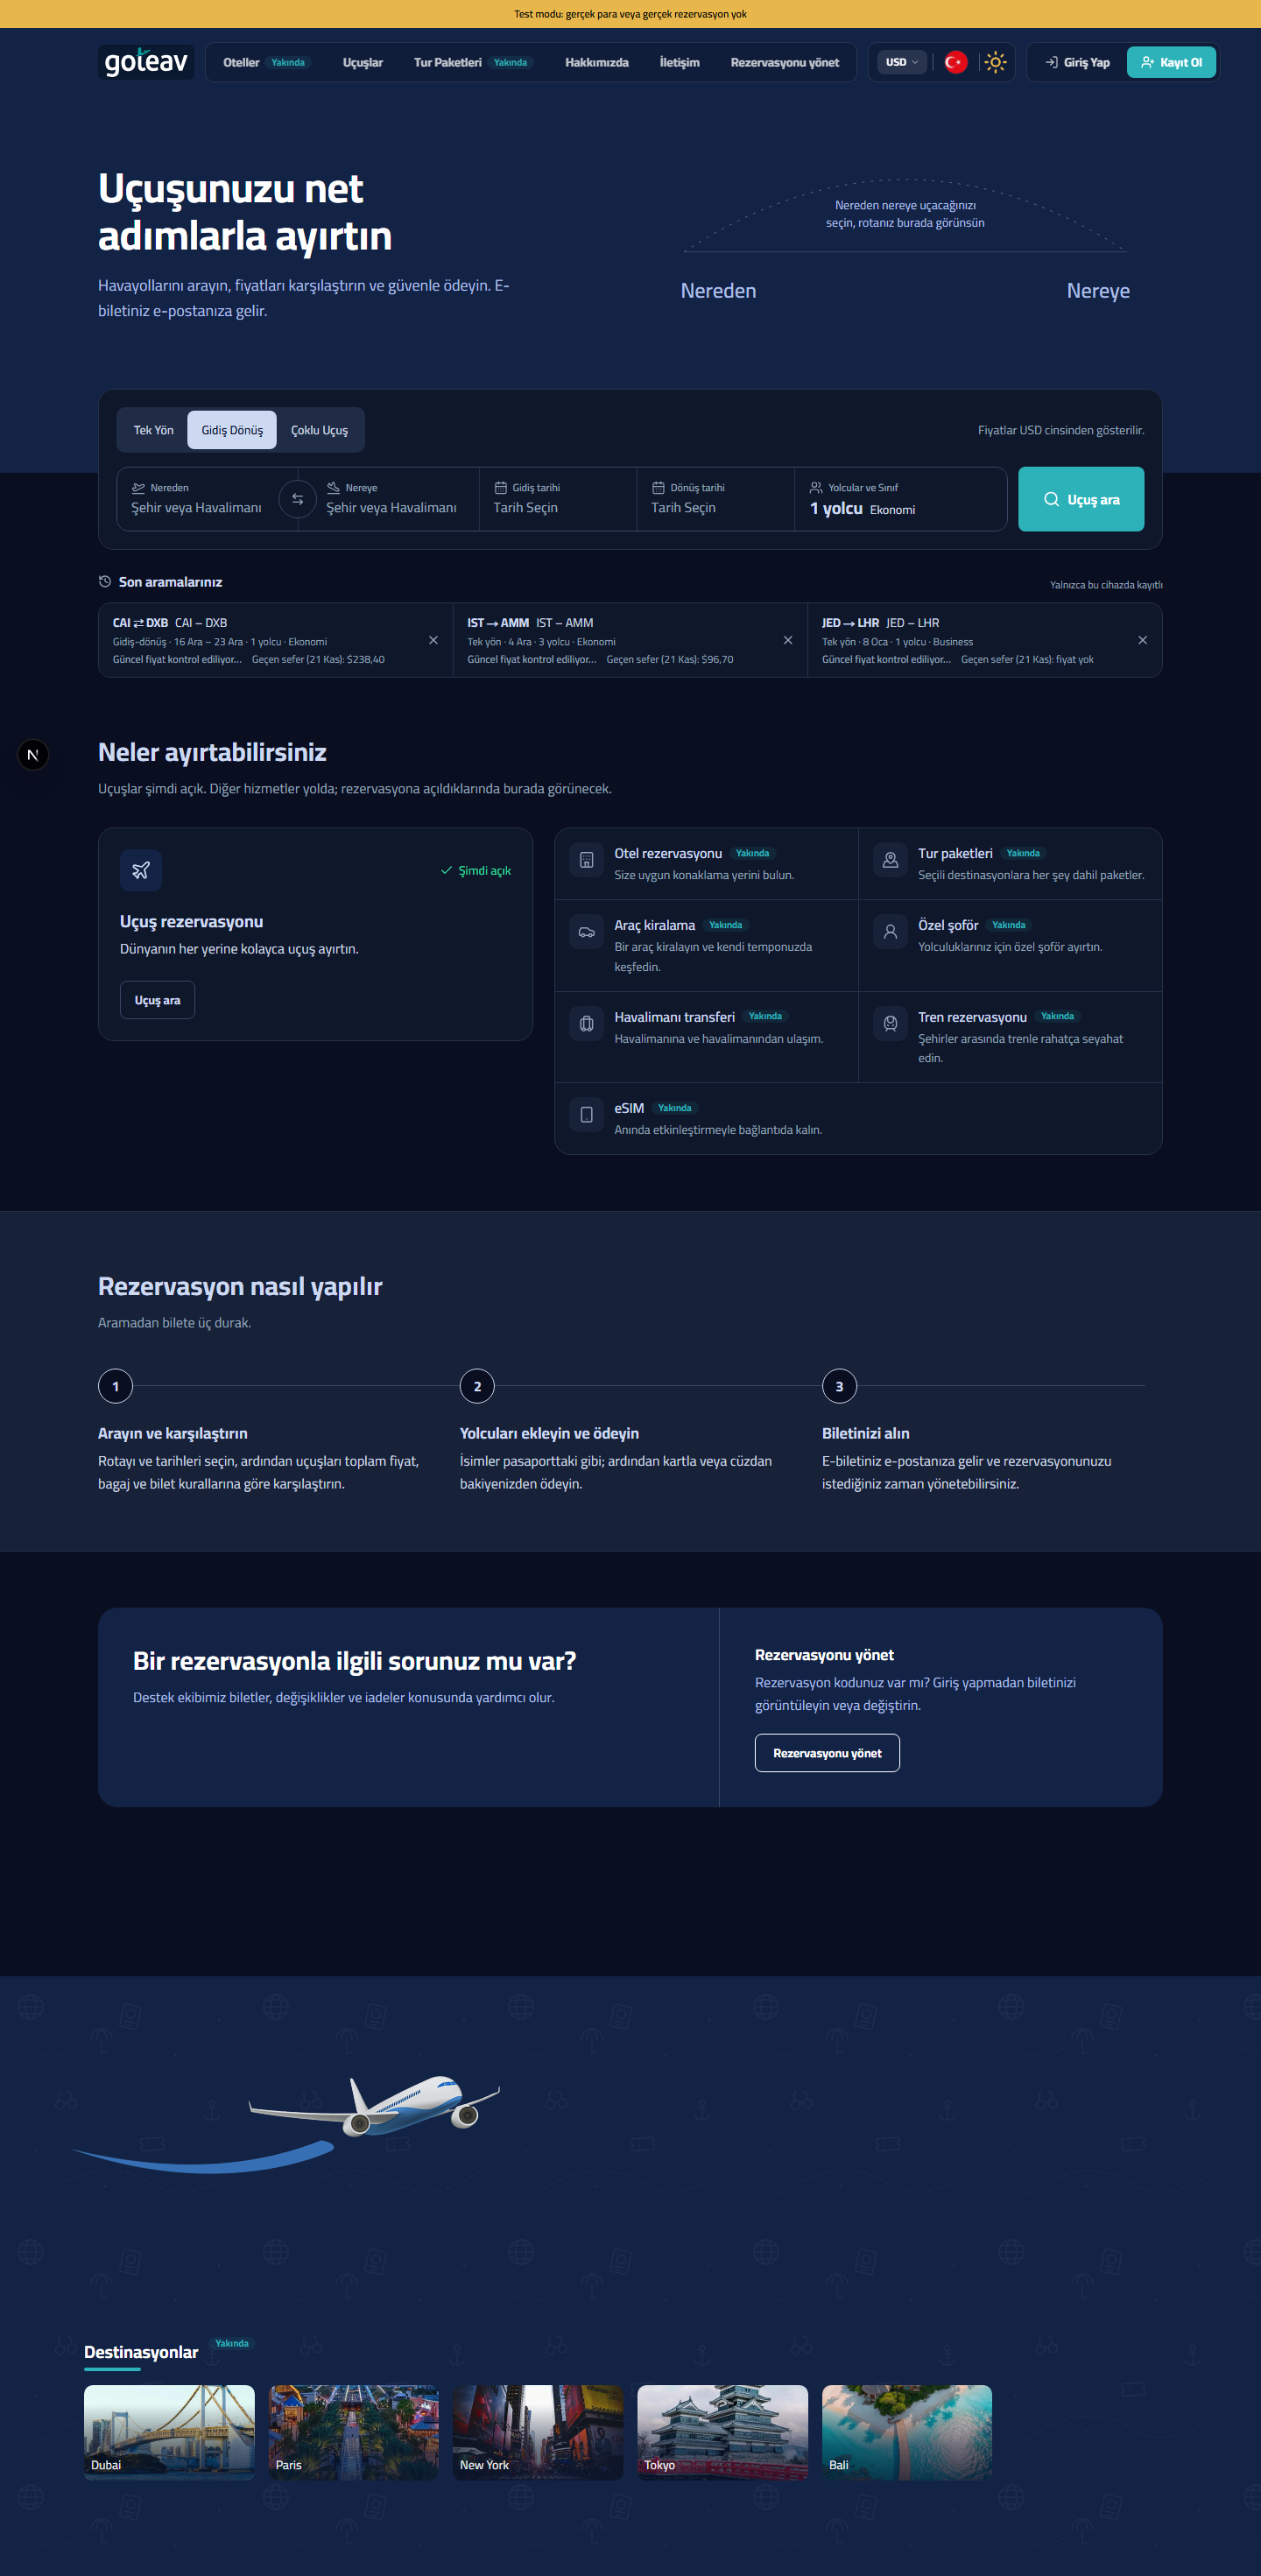 Test modu: gerçek para veya gerçek rezervasyon yok
goteav
Oteller Yakında Uçuşlar Tur Paketleri Yakında Hakkımızda İletişim Rezervasyonu yönet
USD
Giriş Yap
Kayıt Ol
Uçuşunuzu net
adımlarla ayırtın
Havayollarını arayın, fiyatları karşılaştırın ve güvenle ödeyin. E-
biletiniz e-postanıza gelir.
Nereden nereye uçacağınızı
seçin, rotanız burada görünsün
Nereden
Nereye
Tek Yön
Gidiş Dönüş
Çoklu Uçuş
Fiyatlar USD cinsinden gösterilir.
Nereden
Şehir veya Havalimanı
Nereye
Şehir veya Havalimanı
Gidiş tarihi
Tarih Seçin
Dönüş tarihi
Tarih Seçin
Yolcular ve Sınıf
1 yolcu Ekonomi
Uçuş ara
Son aramalarınız
Yalnızca bu cihazda kayıtlı
CAI ⇄ DXB CAI – DXB
Gidiş-dönüş · 16 Ara – 23 Ara · 1 yolcu · Ekonomi
Güncel fiyat kontrol ediliyor... Geçen sefer (21 Kas): $238,40
IST → AMM IST – AMM
Tek yön · 4 Ara · 3 yolcu · Ekonomi
Güncel fiyat kontrol ediliyor... Geçen sefer (21 Kas): $96,70
JED → LHR JED – LHR
Tek yön · 8 Oca · 1 yolcu · Business
Güncel fiyat kontrol ediliyor... Geçen sefer (21 Kas): fiyat yok
N
Neler ayırtabilirsiniz
Uçuşlar şimdi açık. Diğer hizmetler yolda; rezervasyona açıldıklarında burada görünecek.
Şimdi açık
Uçuş rezervasyonu
Dünyanın her yerine kolayca uçuş ayırtın.
Uçuş ara
Otel rezervasyonu Yakında
Size uygun konaklama yerini bulun.
Tur paketleri Yakında
Seçili destinasyonlara her şey dahil paketler.
Araç kiralama Yakında
Bir araç kiralayın ve kendi temponuzda
keşfedin.
Özel şoför Yakında
Yolculuklarınız için özel şoför ayırtın.
Havalimanı transferi Yakında
Havalimanına ve havalimanından ulaşım.
Tren rezervasyonu Yakında
Şehirler arasında trenle rahatça seyahat
edin.
eSIM Yakında
Anında etkinleştirmeyle bağlantıda kalın.
Rezervasyon nasıl yapılır
Aramadan bilete üç durak.
1
Arayın ve karşılaştırın
Rotayı ve tarihleri seçin, ardından uçuşları toplam fiyat,
bagaj ve bilet kurallarına göre karşılaştırın.
2
Yolcuları ekleyin ve ödeyin
İsimler pasaporttaki gibi; ardından kartla veya cüzdan
bakiyenizden ödeyin.
3
Biletinizi alın
E-biletiniz e-postanıza gelir ve rezervasyonunuzu
istediğiniz zaman yönetebilirsiniz.
Bir rezervasyonla ilgili sorunuz mu var?
Destek ekibimiz biletler, değişiklikler ve iadeler konusunda yardımcı olur.
Rezervasyonu yönet
Rezervasyon kodunuz var mı? Giriş yapmadan biletinizi
görüntüleyin veya değiştirin.
Rezervasyonu yönet
Destinasyonlar Yakında
Dubai
Paris
New York
Tokyo
Bali